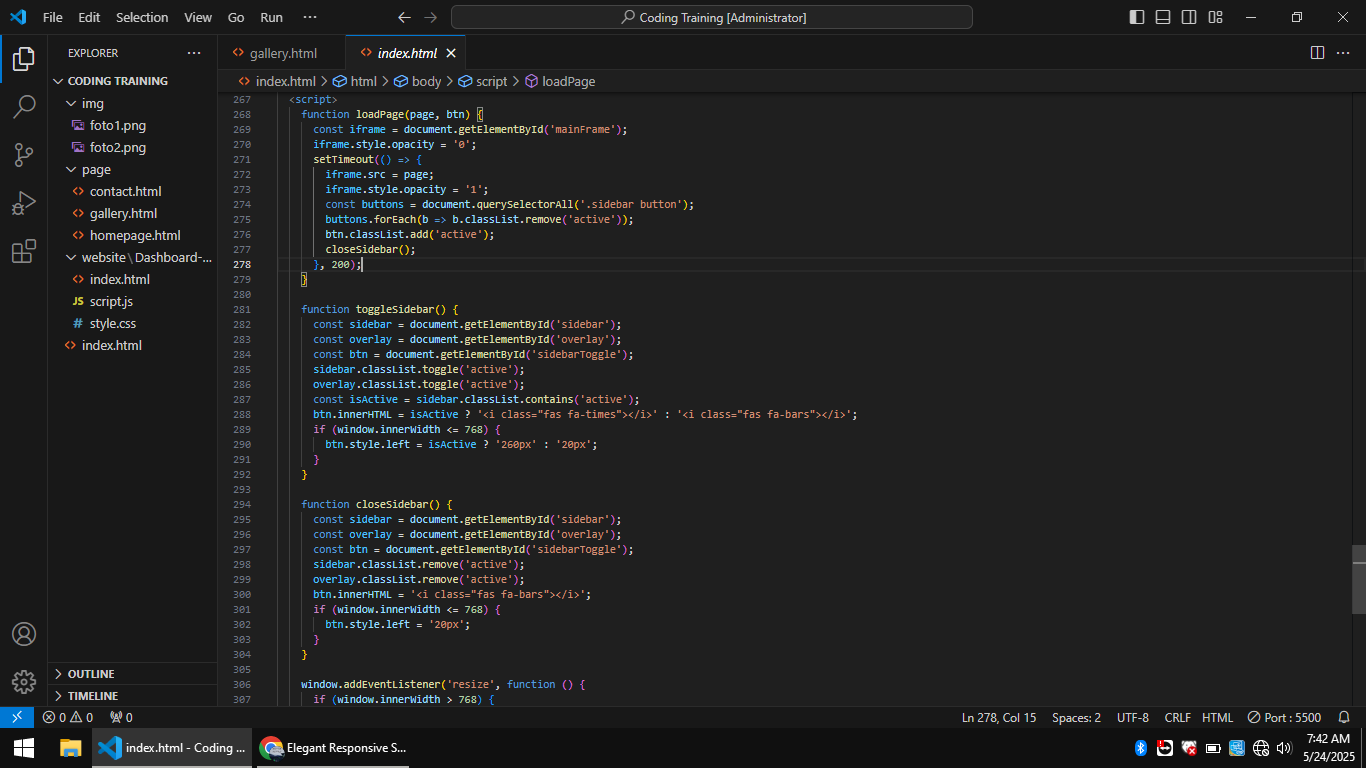 File Edit Selection View Go Run ···
Coding Training [Administrator]
EXPLORER ···
CODING TRAINING
img
foto1.png
foto2.png
page
contact.html
gallery.html
homepage.html
website\Dashboard-...
index.html
JS script.js
# style.css
index.html
OUTLINE
TIMELINE
gallery.html index.html
index.html > html > body > script > loadPage
267 <script>
268 function loadPage(page, btn) {
269 const iframe = document.getElementById('mainFrame');
270 iframe.style.opacity = '0';
271 setTimeout(() => {
272 iframe.src = page;
273 iframe.style.opacity = '1';
274 const buttons = document.querySelectorAll('.sidebar button');
275 buttons.forEach(b => b.classList.remove('active'));
276 btn.classList.add('active');
277 closeSidebar();
278 }, 200);
279 }
280
281 function toggleSidebar() {
282 const sidebar = document.getElementById('sidebar');
283 const overlay = document.getElementById('overlay');
284 const btn = document.getElementById('sidebarToggle');
285 sidebar.classList.toggle('active');
286 overlay.classList.toggle('active');
287 const isActive = sidebar.classList.contains('active');
288 btn.innerHTML = isActive ? '<i class="fas fa-times"></i>' : '<i class="fas fa-bars"></i>';
289 if (window.innerWidth <= 768) {
290 btn.style.left = isActive ? '260px' : '20px';
291 }
292 }
293
294 function closeSidebar() {
295 const sidebar = document.getElementById('sidebar');
296 const overlay = document.getElementById('overlay');
297 const btn = document.getElementById('sidebarToggle');
298 sidebar.classList.remove('active');
299 overlay.classList.remove('active');
300 btn.innerHTML = '<i class="fas fa-bars"></i>';
301 if (window.innerWidth <= 768) {
302 btn.style.left = '20px';
303 }
304 }
305
306 window.addEventListener('resize', function () {
307 if (window.innerWidth > 768) {
0 0 0 Ln 278, Col 15 Spaces: 2 UTF-8 CRLF HTML Port : 5500
index.html - Coding ... Elegant Responsive S...
7:42 AM
5/24/2025